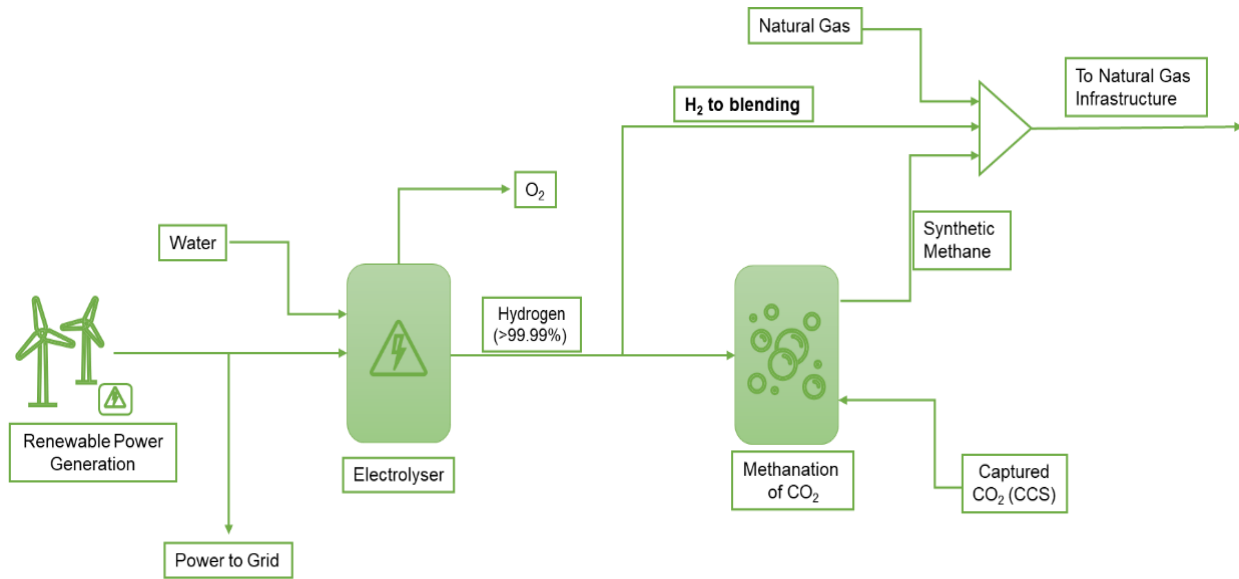 Natural Gas
To Natural Gas
Infrastructure
H₂ to blending
O₂
Water
Synthetic
Methane
Hydrogen
(>99.99%)
Renewable Power
Generation
Electrolyser
Methanation
of CO₂
Captured
CO₂ (CCS)
Power to Grid